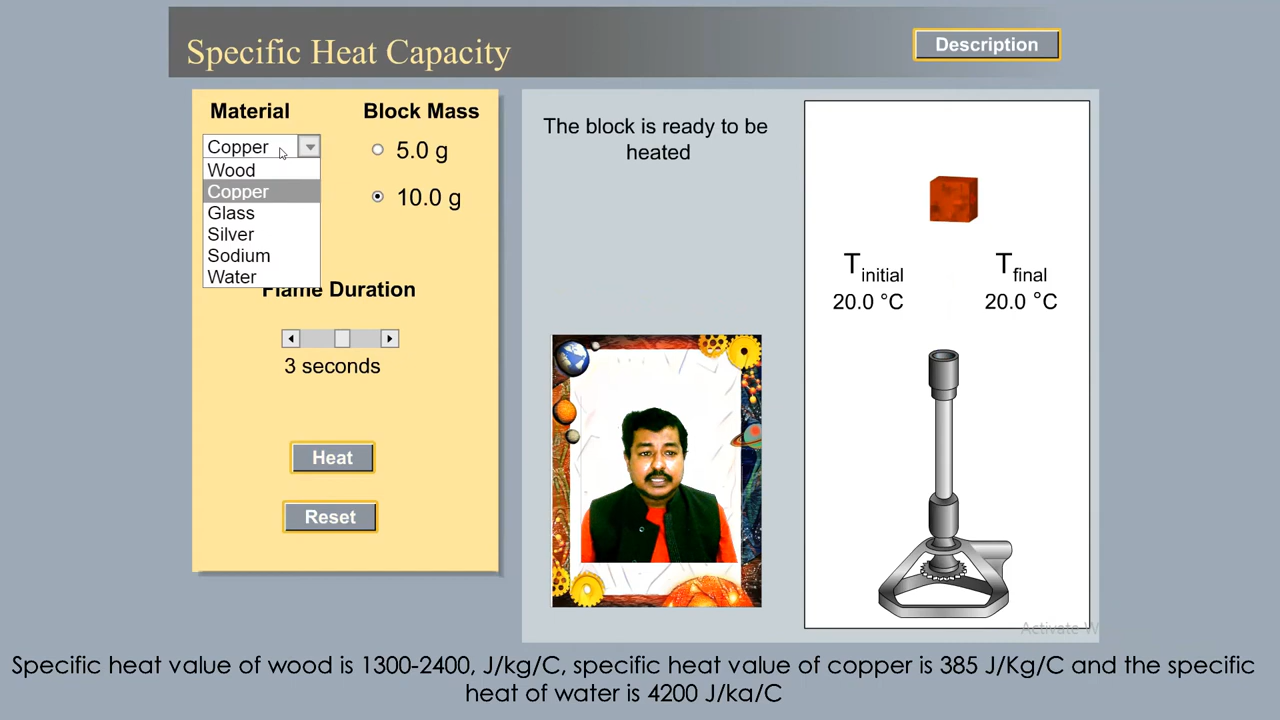 Specific Heat Capacity
Description
Material
Block Mass
Copper
5.0 g
Wood
Copper
10.0 g
Glass
Silver
Sodium
Water
Flame Duration
3 seconds
Heat
Reset
The block is ready to be
heated
Tinitial
Tfinal
20.0 °C
20.0 °C
Activate W
Specific heat value of wood is 1300-2400, J/kg/C, specific heat value of copper is 385 J/Kg/C and the specific
heat of water is 4200 J/ka/C